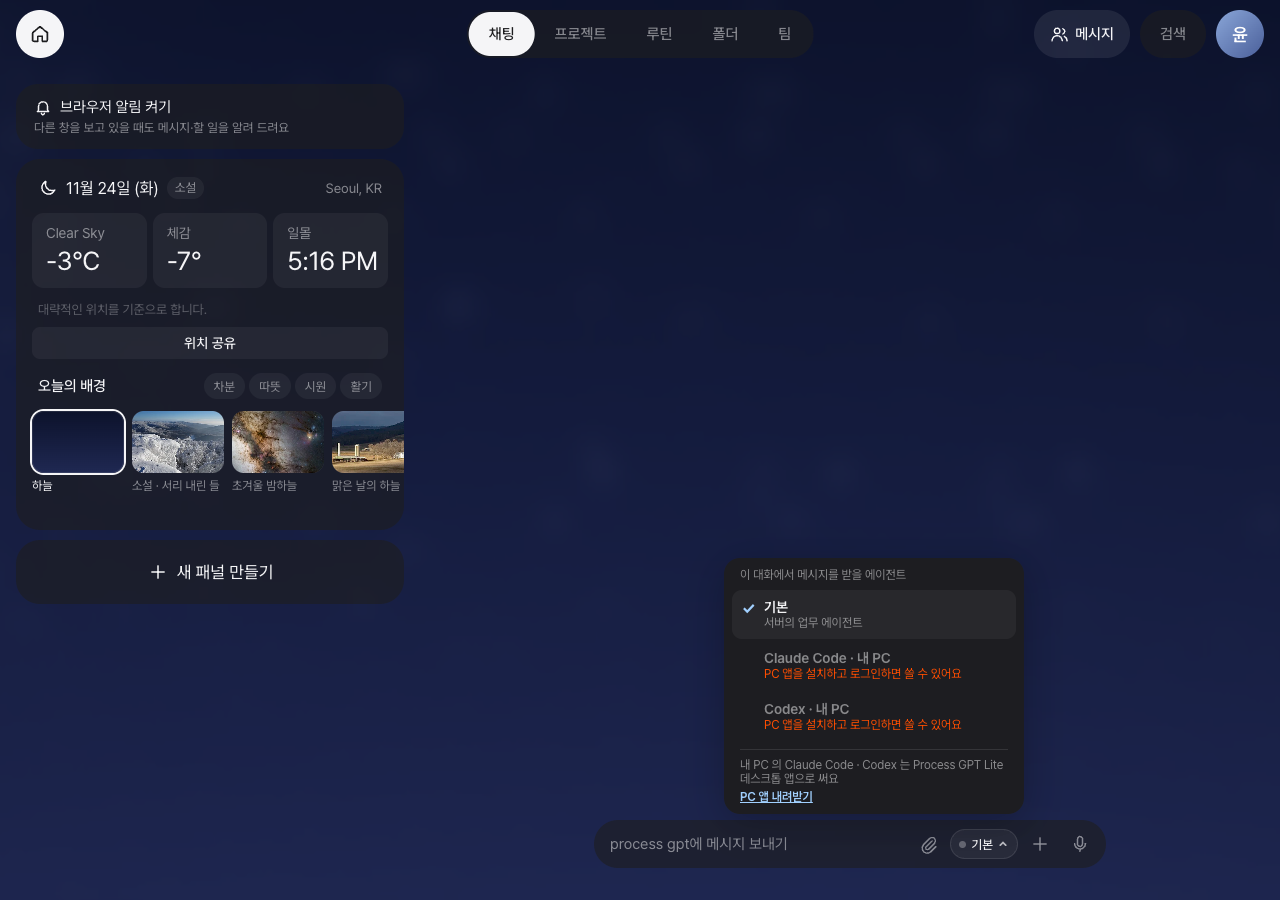 채팅
프로젝트
루틴
폴더
팀
메시지
검색
윤
브라우저 알림 켜기
다른 창을 보고 있을 때도 메시지·할 일을 알려 드려요
11월 24일 (화)
소설
Seoul, KR
Clear Sky
-3°C
체감
-7°
일몰
5:16 PM
대략적인 위치를 기준으로 합니다.
위치 공유
오늘의 배경
차분
따뜻
시원
활기
하늘
소설 · 서리 내린 들
초겨울 밤하늘
맑은 날의 하늘
새 패널 만들기
이 대화에서 메시지를 받을 에이전트
기본
서버의 업무 에이전트
Claude Code · 내 PC
PC 앱을 설치하고 로그인하면 쓸 수 있어요
Codex · 내 PC
PC 앱을 설치하고 로그인하면 쓸 수 있어요
내 PC 의 Claude Code · Codex 는 Process GPT Lite
데스크톱 앱으로 써요
PC 앱 내려받기
process gpt에 메시지 보내기
기본